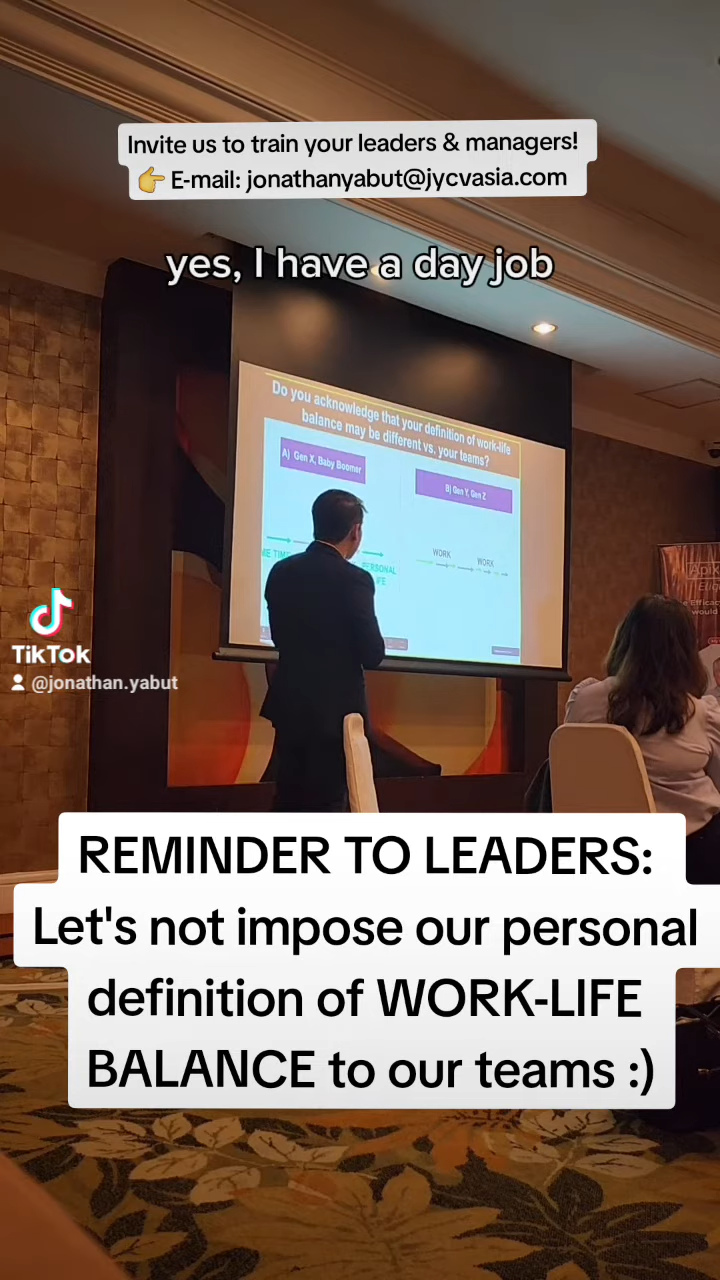 Invite us to train your leaders & managers!
👉 E-mail: jonathanyabut@jycvasia.com
yes, I have a day job
Do you acknowledge that your definition of work-life
balance may be different vs. your teams?
A) Gen X, Baby Boomer
B) Gen Y, Gen Z
WORK
WORK
PERSONAL
TikTok
@jonathan.yabut
REMINDER TO LEADERS:
Let's not impose our personal
definition of WORK-LIFE
BALANCE to our teams :)